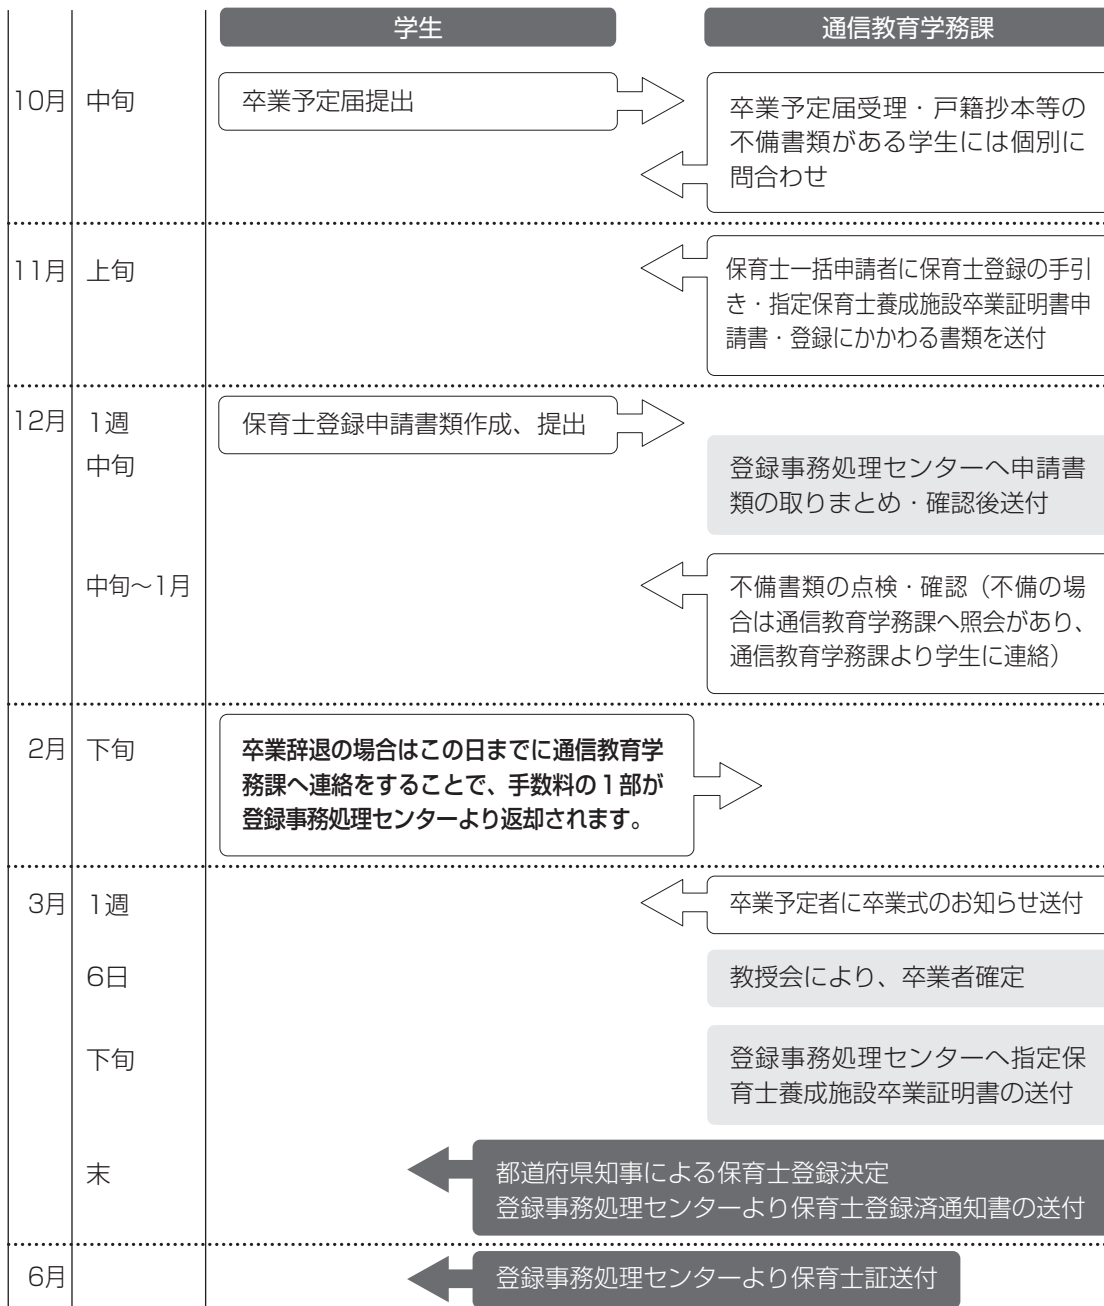 学生
通信教育学務課
10月 中旬
卒業予定届提出
卒業予定届受理・戸籍抄本等の
不備書類がある学生には個別に
問合わせ
11月 上旬
保育士一括申請者に保育士登録の手引
き・指定保育士養成施設卒業証明書申
請書・登録にかかわる書類を送付
12月 1週
保育士登録申請書類作成、提出
中旬
登録事務処理センターへ申請書
類の取りまとめ・確認後送付
中旬～1月
不備書類の点検・確認（不備の場
合は通信教育学務課へ照会があり、
通信教育学務課より学生に連絡）
2月 下旬
卒業辞退の場合はこの日までに通信教育学
務課へ連絡をすることで、手数料の１部が
登録事務処理センターより返却されます。
3月 1週
卒業予定者に卒業式のお知らせ送付
6日
教授会により、卒業者確定
下旬
登録事務処理センターへ指定保
育士養成施設卒業証明書の送付
末
都道府県知事による保育士登録決定
登録事務処理センターより保育士登録済通知書の送付
6月
登録事務処理センターより保育士証送付